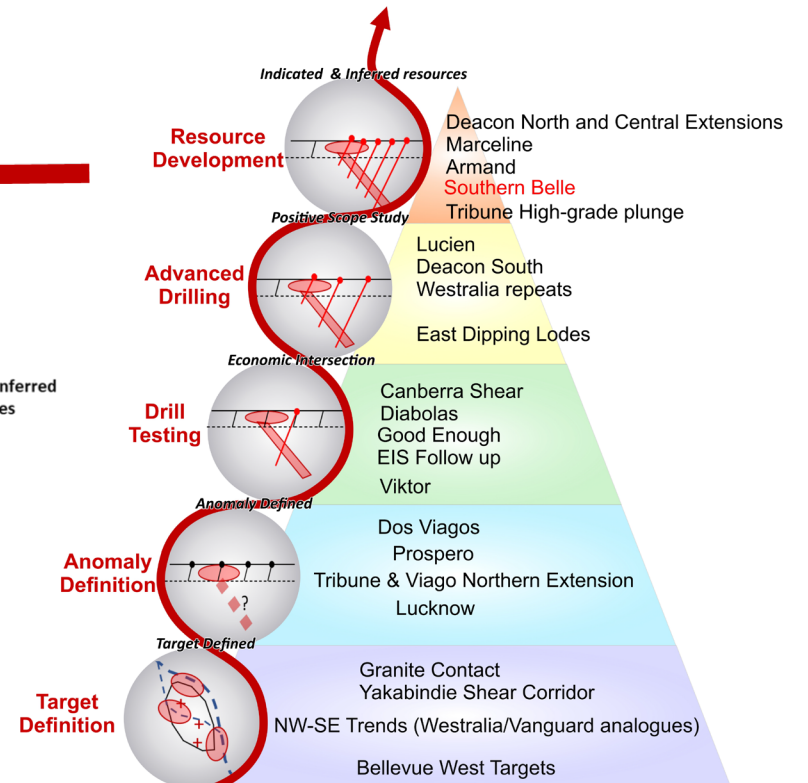 Indicated & Inferred resources
Resource
Development
Deacon North and Central Extensions
Marceline
Armand
Southern Belle
Tribune High-grade plunge
Positive Scope Study
Advanced
Drilling
Lucien
Deacon South
Westralia repeats
East Dipping Lodes
Economic Intersection
nferred
es
Drill
Testing
Canberra Shear
Diabolas
Good Enough
EIS Follow up
Viktor
Anomaly Defined
Anomaly
Definition
?
Dos Viagos
Prospero
Tribune & Viago Northern Extension
Lucknow
Target Defined
Target
Definition
Granite Contact
Yakabindie Shear Corridor
NW-SE Trends (Westralia/Vanguard analogues)
Bellevue West Targets